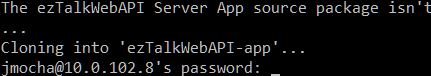 The ezTalkWebAPI Server App source package isn't
...
Cloning into 'ezTalkWebAPI-app'...
jmocha@10.0.102.8's password: